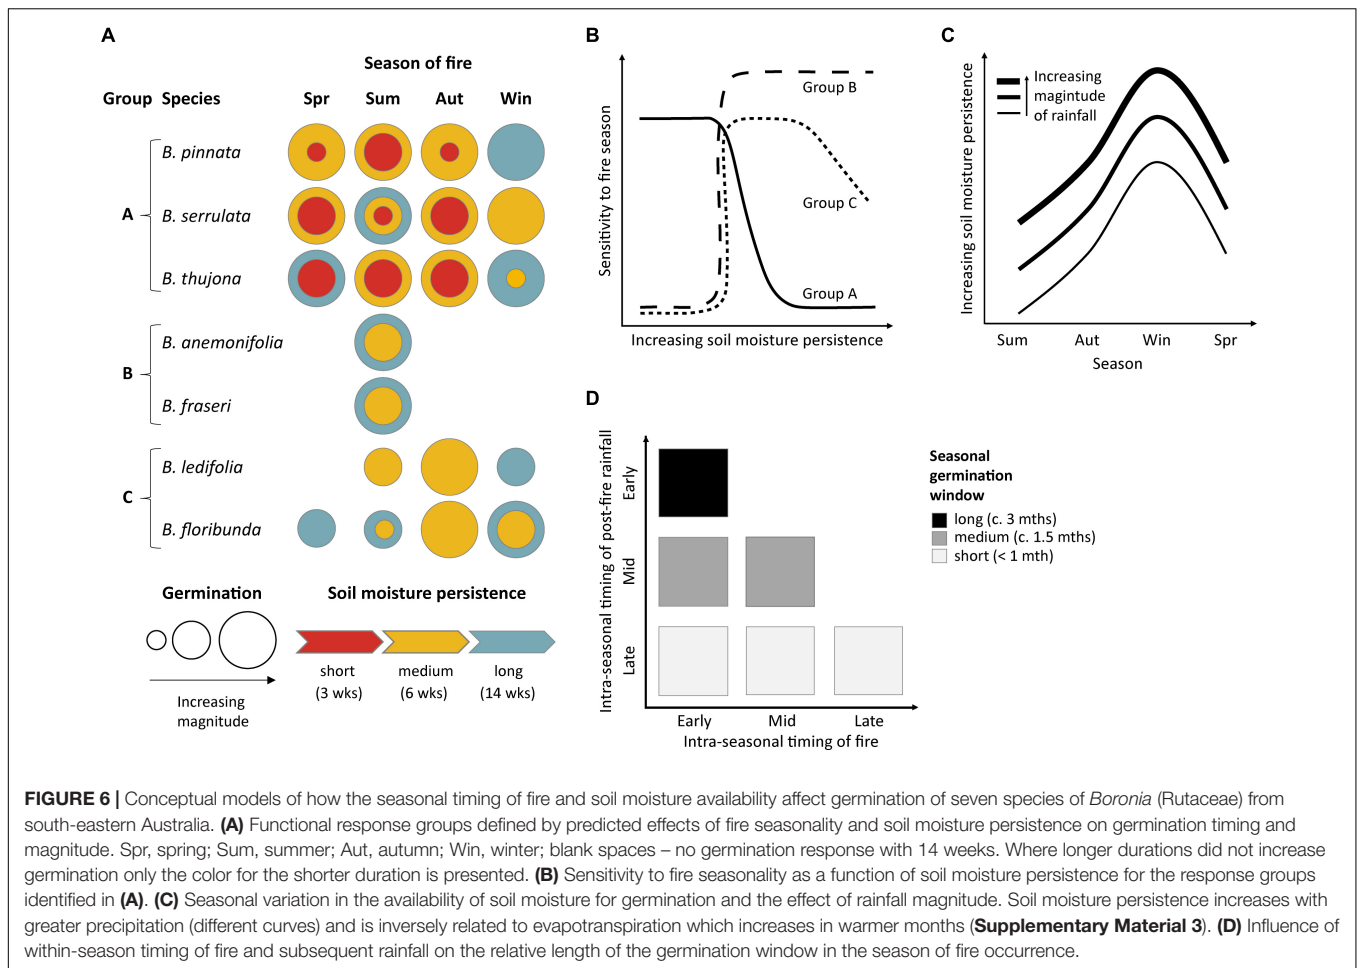 A
Season of fire
Group Species Spr Sum Aut Win
B. pinnata
A
B. serrulata
B. thujona
B. anemonifolia
B
B. fraseri
B. ledifolia
C
B. floribunda
Germination
Increasing
magnitude
Soil moisture persistence
short
(3 wks)
medium
(6 wks)
long
(14 wks)
B
Sensitivity to fire season
Group B
Group C
Group A
Increasing soil moisture persistence
C
Increasing soil moisture persistence
Increasing
magintude
of rainfall
Sum Aut Win Spr
Season
D
Intra-seasonal timing of post-fire rainfall
Early
Mid
Late
Early Mid Late
Intra-seasonal timing of fire
Seasonal
germination
window
long (c. 3 mths)
medium (c. 1.5 mths)
short (< 1 mth)
FIGURE 6 | Conceptual models of how the seasonal timing of fire and soil moisture availability affect germination of seven species of Boronia (Rutaceae) from
south-eastern Australia. (A) Functional response groups defined by predicted effects of fire seasonality and soil moisture persistence on germination timing and
magnitude. Spr, spring; Sum, summer; Aut, autumn; Win, winter; blank spaces – no germination response with 14 weeks. Where longer durations did not increase
germination only the color for the shorter duration is presented. (B) Sensitivity to fire seasonality as a function of soil moisture persistence for the response groups
identified in (A). (C) Seasonal variation in the availability of soil moisture for germination and the effect of rainfall magnitude. Soil moisture persistence increases with
greater precipitation (different curves) and is inversely related to evapotranspiration which increases in warmer months (Supplementary Material 3). (D) Influence of
within-season timing of fire and subsequent rainfall on the relative length of the germination window in the season of fire occurrence.